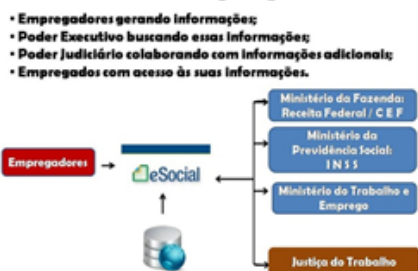 • Empregadores gerando informações;
• Poder Executivo buscando essas informações;
• Poder Judiciário colaborando com informações adicionais;
• Empregados com acesso às suas informações.
Ministério da Fazenda:
Receita Federal / C E F
Ministério da
Previdência Social:
I N S S
Empregadores
eSocial
Ministério do Trabalho e
Emprego
Justiça do Trabalho